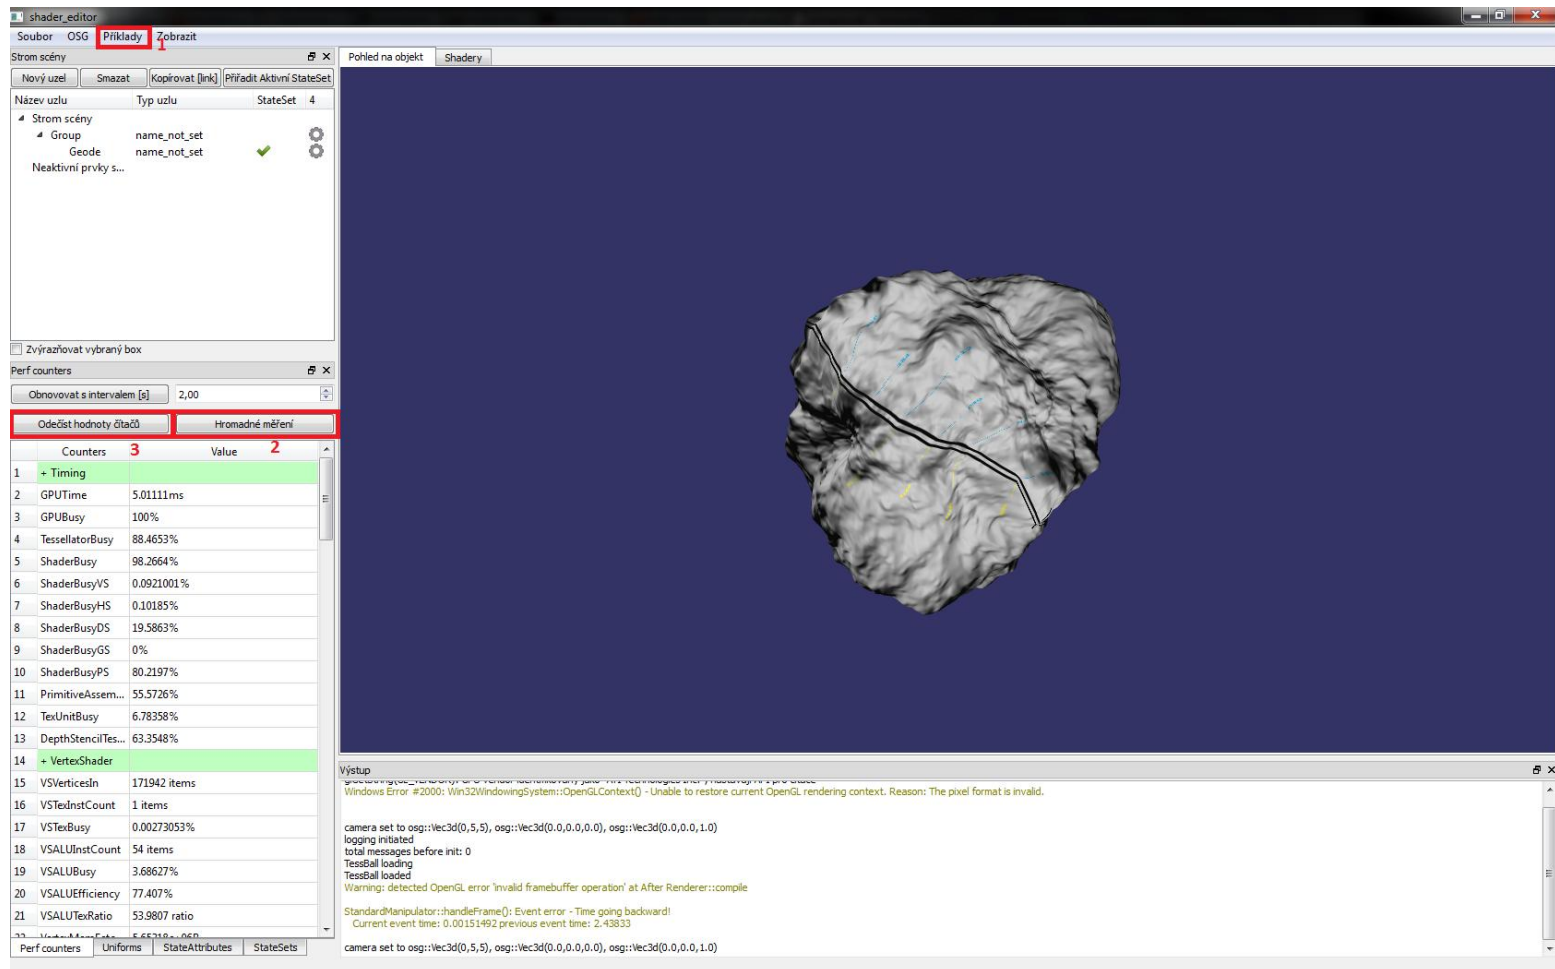 shader_editor
Soubor OSG Příklady Zobrazit
1
Strom scény
Nový uzel Smazat Kopírovat [link] Přiřadit Aktivní StateSet
Název uzlu Typ uzlu StateSet 4
Strom scény
Group name_not_set
Geode name_not_set
Neaktivní prvky s...
Zvýrazňovat vybraný box
Perf counters
Obnovovat s intervalem [s] 2,00
Odečíst hodnoty čítačů Hromadné měření
Counters 3 Value 2
1 + Timing
2 GPUTime 5.01111ms
3 GPUBusy 100%
4 TessellatorBusy 88.4653%
5 ShaderBusy 98.2664%
6 ShaderBusyVS 0.0921001%
7 ShaderBusyHS 0.10185%
8 ShaderBusyDS 19.5863%
9 ShaderBusyGS 0%
10 ShaderBusyPS 80.2197%
11 PrimitiveAssem... 55.5726%
12 TexUnitBusy 6.78358%
13 DepthStencilTes... 63.3548%
14 + VertexShader
15 VSVerticesIn 171942 items
16 VSTexInstCount 1 items
17 VSTexBusy 0.00273053%
18 VSALUInstCount 54 items
19 VSALUBusy 3.68627%
20 VSALUEfficiency 77.407%
21 VSALUTexRatio 53.9807 ratio
Perf counters Uniforms StateAttributes StateSets
Pohled na objekt Shadery
Výstup
Windows Error #2000: Win32WindowingSystem::OpenGLContext() - Unable to restore current OpenGL rendering context. Reason: The pixel format is invalid.
camera set to osg::Vec3d(0,5,5), osg::Vec3d(0.0,0.0,0.0), osg::Vec3d(0.0,0.0,1.0)
logging initiated
total messages before init: 0
TessBall loading
TessBall loaded
Warning: detected OpenGL error 'invalid framebuffer operation' at After Renderer::compile
StandardManipulator::handleFrame(): Event error - Time going backward!
Current event time: 0.00151492 previous event time: 2.43833
camera set to osg::Vec3d(0,5,5), osg::Vec3d(0.0,0.0,0.0), osg::Vec3d(0.0,0.0,1.0)